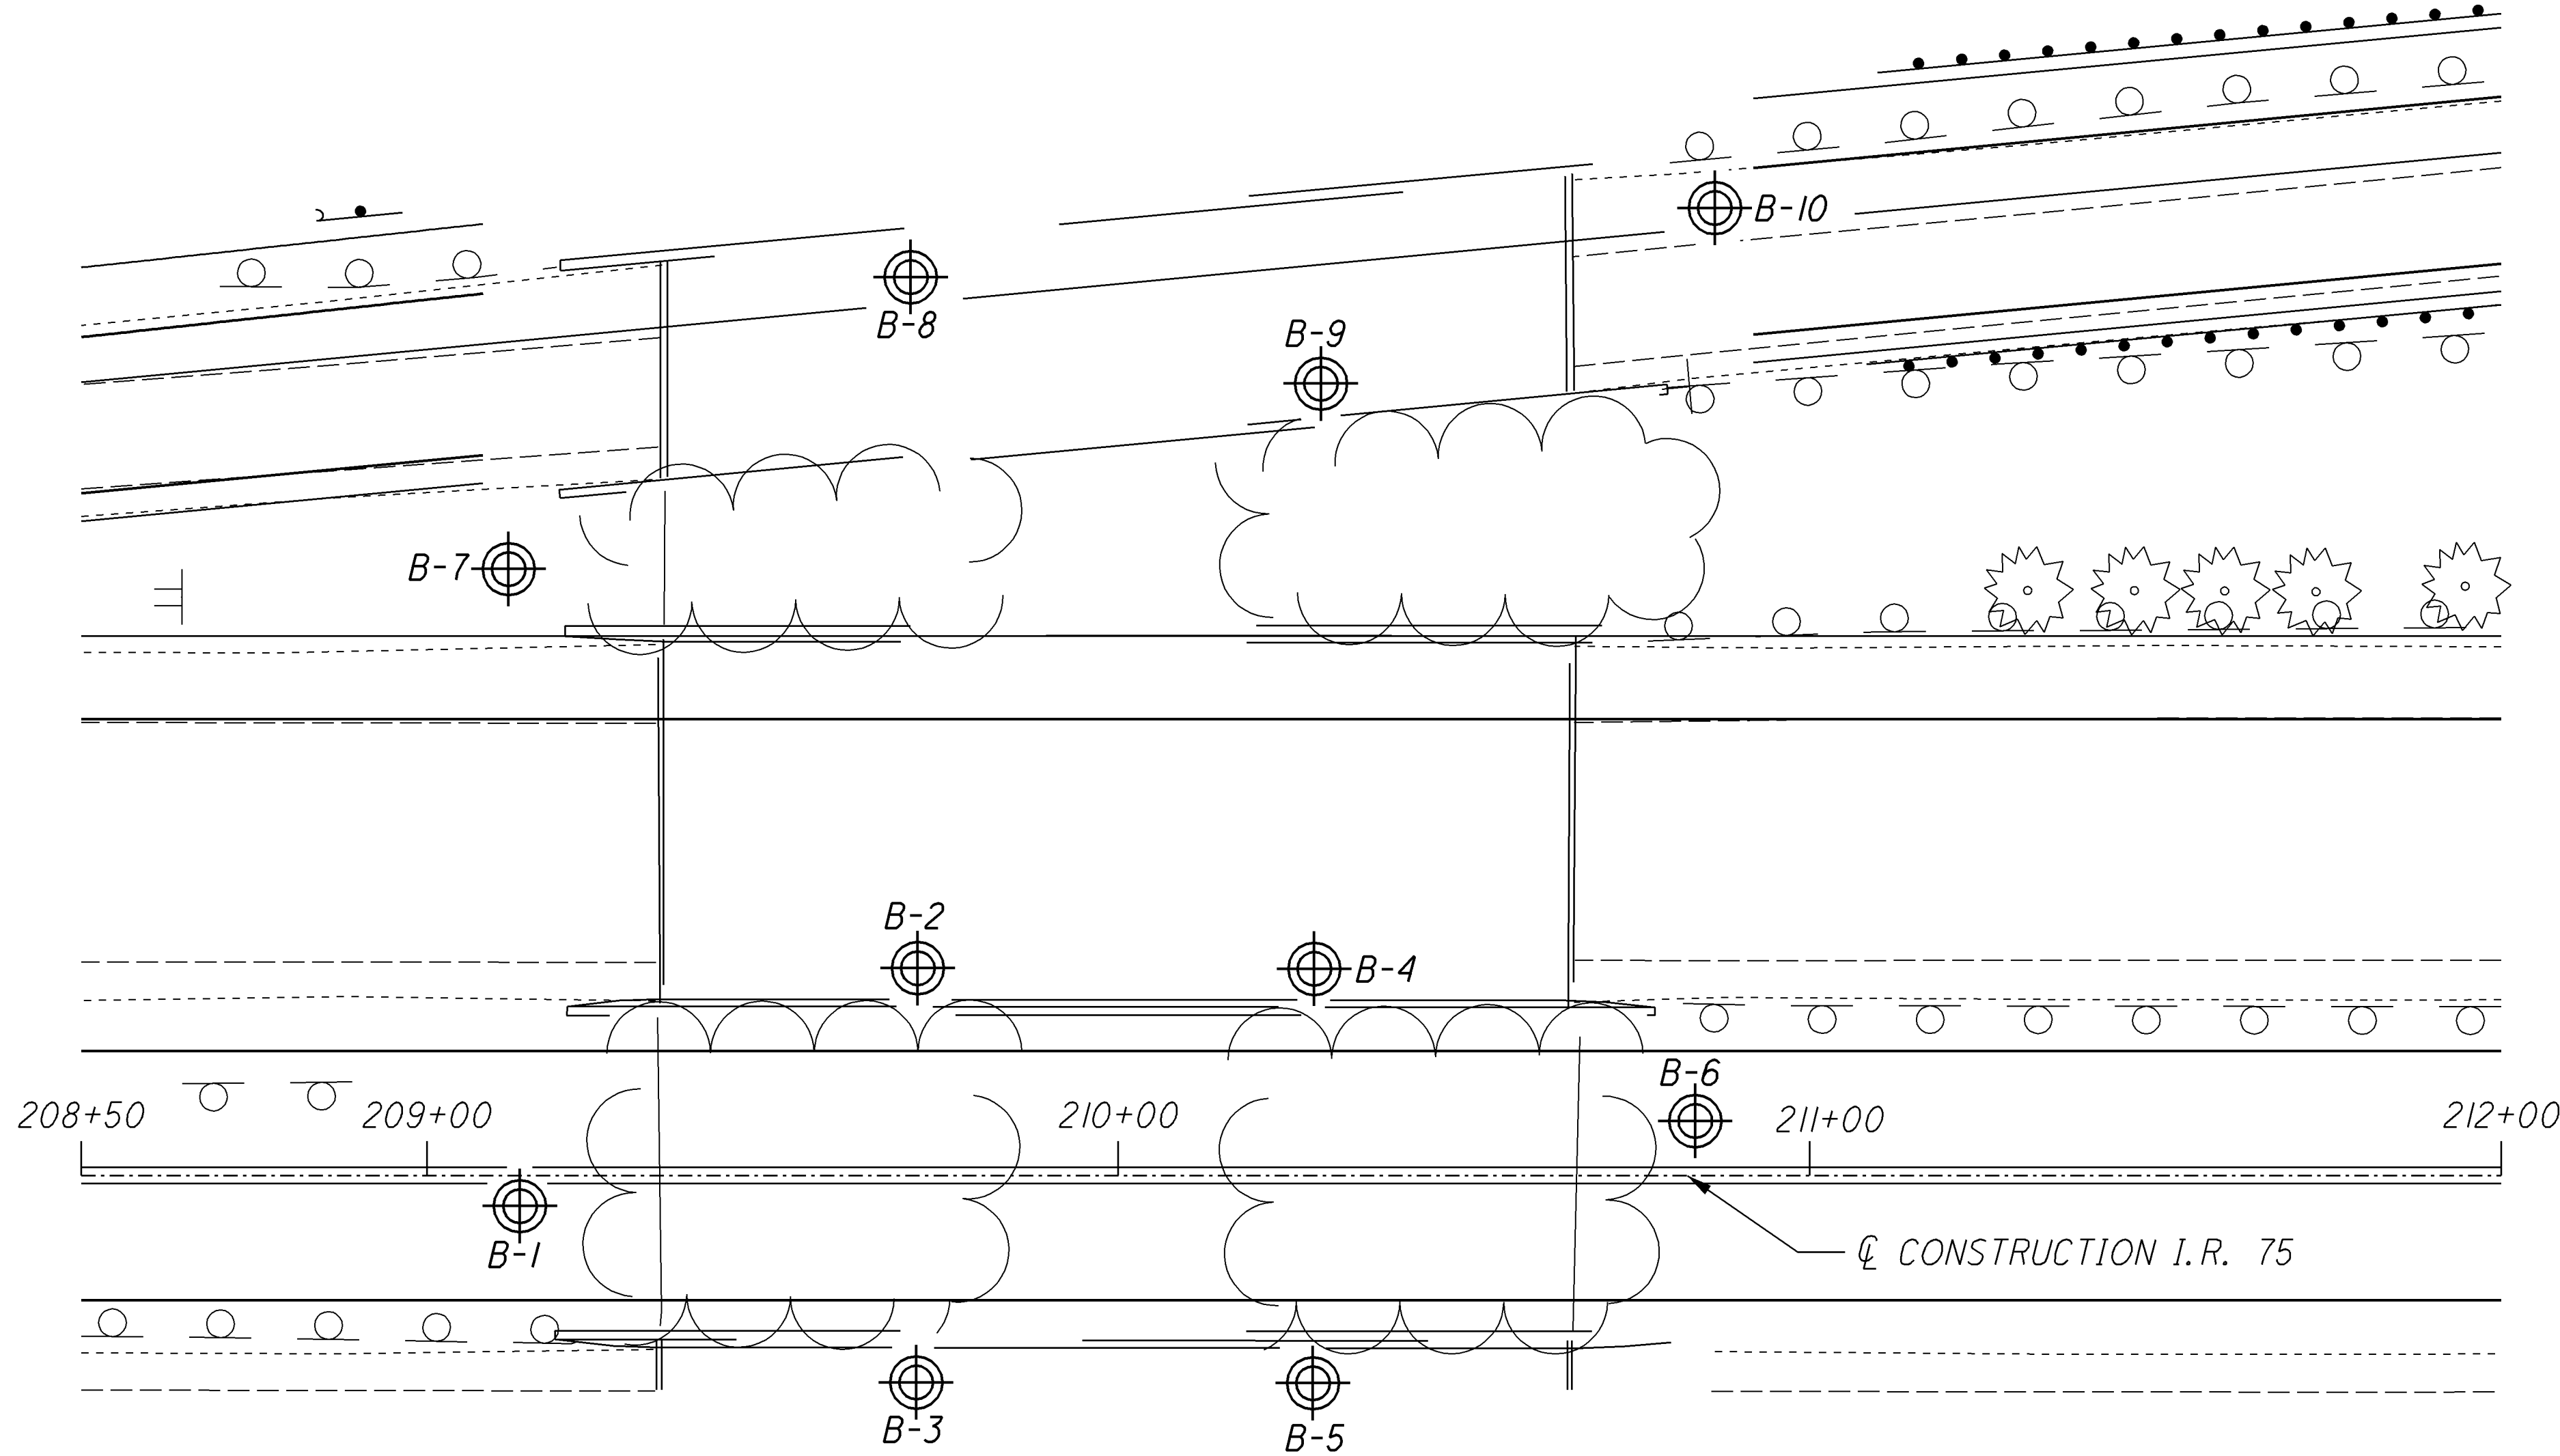 B-10
B-8
B-9
B-7
B-2
B-4
B-6
208+50
209+00
210+00
211+00
212+00
B-1
℄ CONSTRUCTION I.R. 75
B-3
B-5